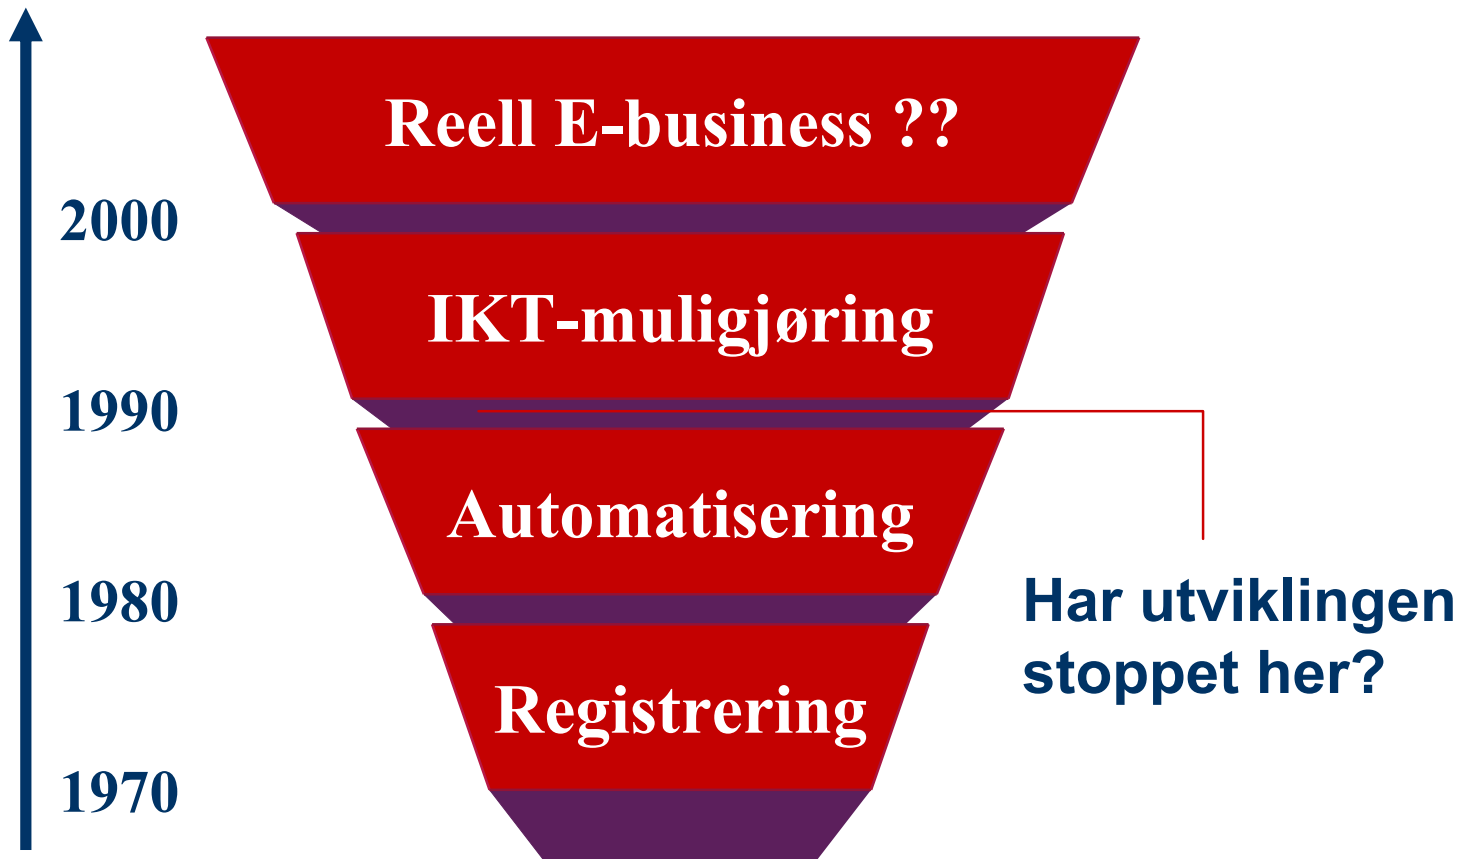 Reell E-business ??
2000
IKT-muligjøring
1990
Automatisering
1980
Har utviklingen
stoppet her?
Registrering
1970